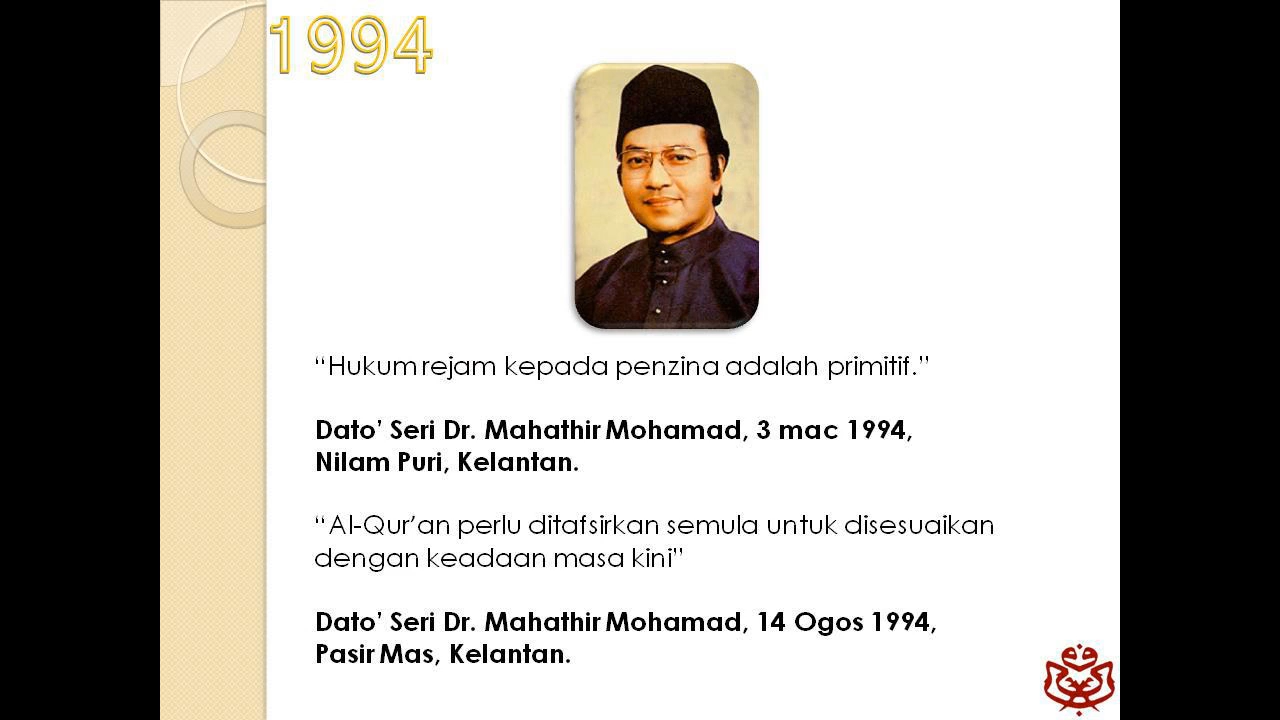 1994
“Hukum rejam kepada penzina adalah primitif.”
Dato’ Seri Dr. Mahathir Mohamad, 3 mac 1994,
Nilam Puri, Kelantan.
“Al-Qur’an perlu ditafsirkan semula untuk disesuaikan
dengan keadaan masa kini”
Dato’ Seri Dr. Mahathir Mohamad, 14 Ogos 1994,
Pasir Mas, Kelantan.